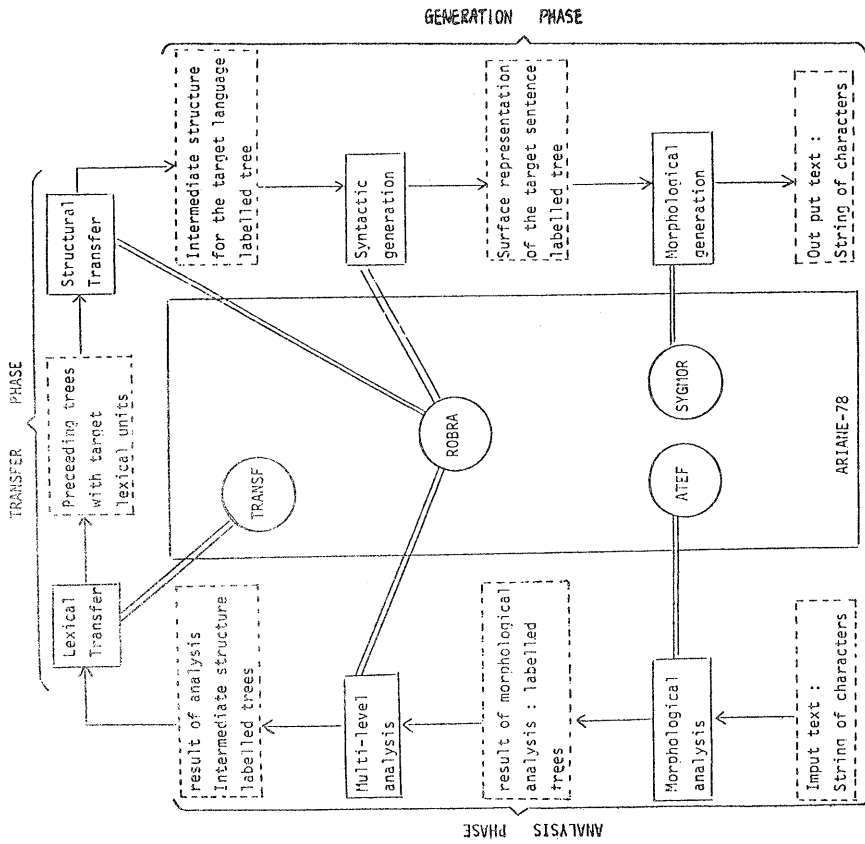 TRANSFER PHASE
Lexical
Transfer
Preceeding trees
with target
lexical units
Structural
Transfer
ANALYSIS PHASE
result of analysis
Intermediate structure
labelled trees
Multi-level
analysis
result of morphological
analysis : labelled
trees
Morphological
analysis
Imput text :
String of characters
TRANSF
ROBRA
ATEF
SYGMOR
ARIANE-78
GENERATION PHASE
Intermediate structure
for the target language
labelled tree
Syntactic
generation
Surface representation
of the target sentence
labelled tree
Morphological
generation
Out put text :
String of characters